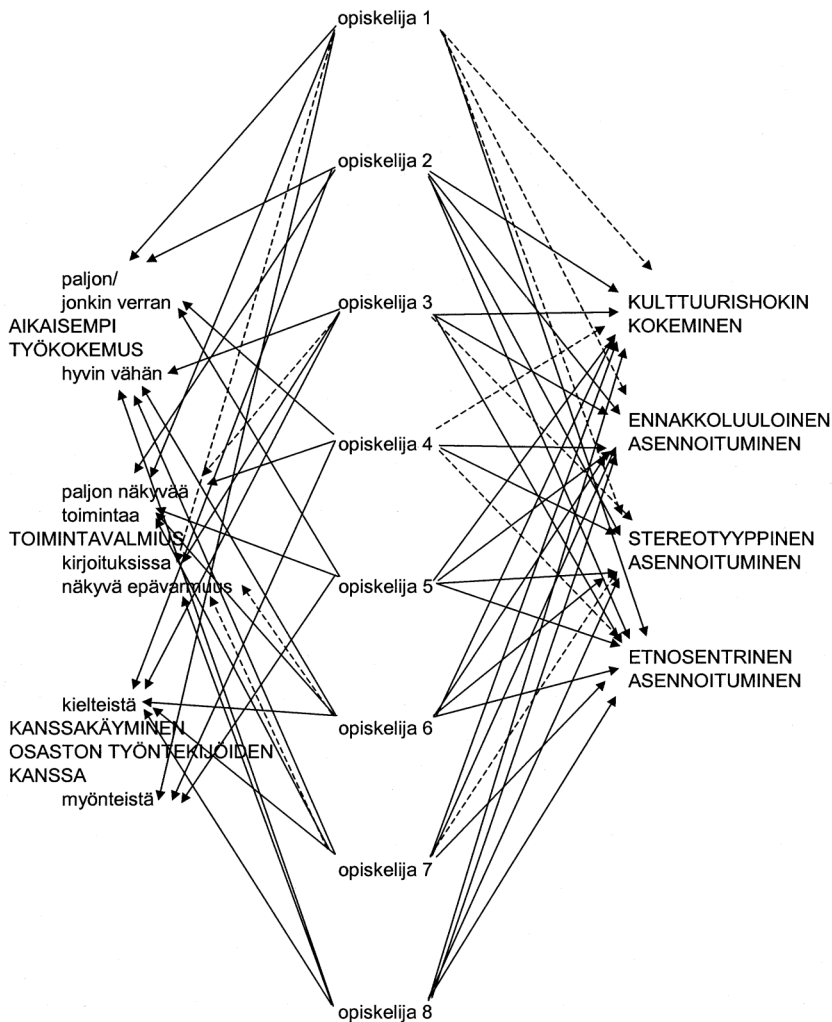 opiskelija 1
opiskelija 2
opiskelija 3
opiskelija 4
opiskelija 5
opiskelija 6
opiskelija 7
opiskelija 8
paljon/
jonkin verran
AIKAISEMPI
TYÖKOKEMUS
hyvin vähän
paljon näkyvää
toimintaa
TOIMINTAVALMIUS
kirjoituksissa
näkyvä epävarmuus
kielteistä
KANSSAKÄYMINEN
OSASTON TYÖNTEKIJÖIDEN
KANSSA
myönteistä
KULTTUURISHOKIN
KOKEMINEN
ENNAKKOLUULOINEN
ASENNOITUMINEN
STEREOTYYPPINEN
ASENNOITUMINEN
ETNOSENTRINEN
ASENNOITUMINEN